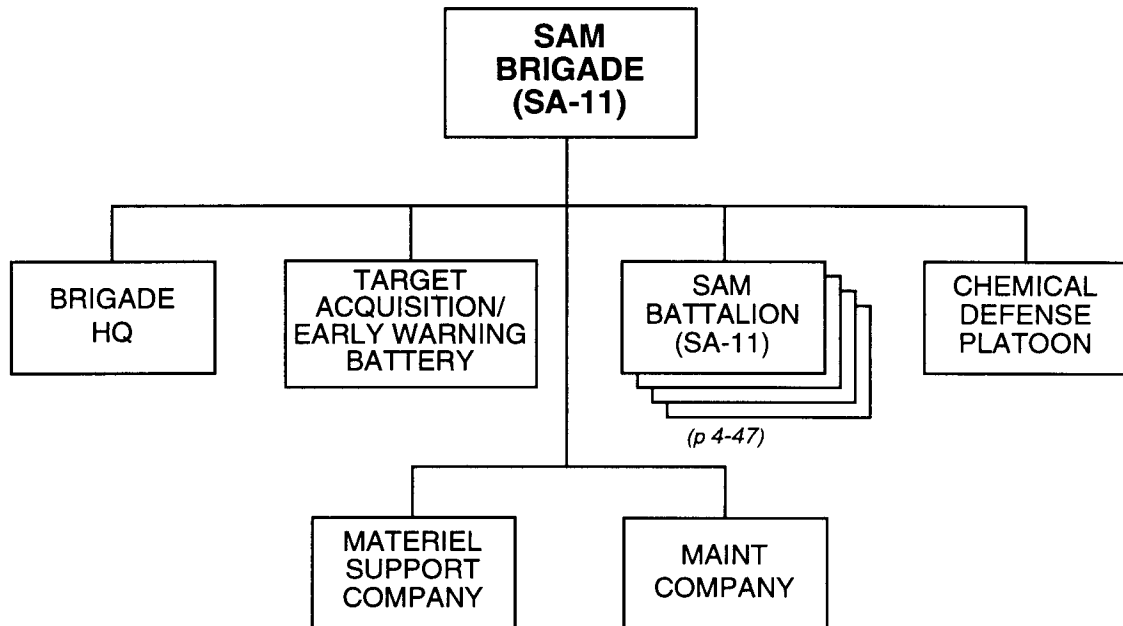 SAM
BRIGADE
(SA-11)
BRIGADE
HQ
TARGET
ACQUISITION/
EARLY WARNING
BATTERY
SAM
BATTALION
(SA-11)
(p 4-47)
CHEMICAL
DEFENSE
PLATOON
MATERIEL
SUPPORT
COMPANY
MAINT
COMPANY